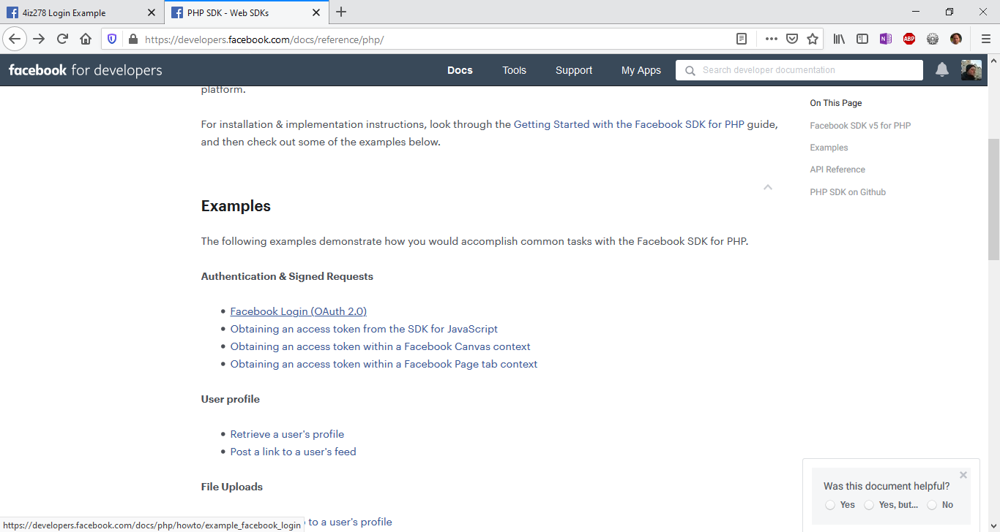 4iz278 Login Example
PHP SDK - Web SDKs
https://developers.facebook.com/docs/reference/php/
N
ABP
facebook for developers
Docs
Tools
Support
My Apps
Search developer documentation
platform.
For installation & implementation instructions, look through the Getting Started with the Facebook SDK for PHP guide,
and then check out some of the examples below.
On This Page
Facebook SDK v5 for PHP
Examples
API Reference
PHP SDK on Github
Examples
The following examples demonstrate how you would accomplish common tasks with the Facebook SDK for PHP.
Authentication & Signed Requests
Facebook Login (OAuth 2.0)
Obtaining an access token from the SDK for JavaScript
Obtaining an access token within a Facebook Canvas context
Obtaining an access token within a Facebook Page tab context
User profile
Retrieve a user's profile
Post a link to a user's feed
File Uploads
to a user's profile
Was this document helpful?
Yes
Yes, but...
No
https://developers.facebook.com/docs/php/howto/example_facebook_login